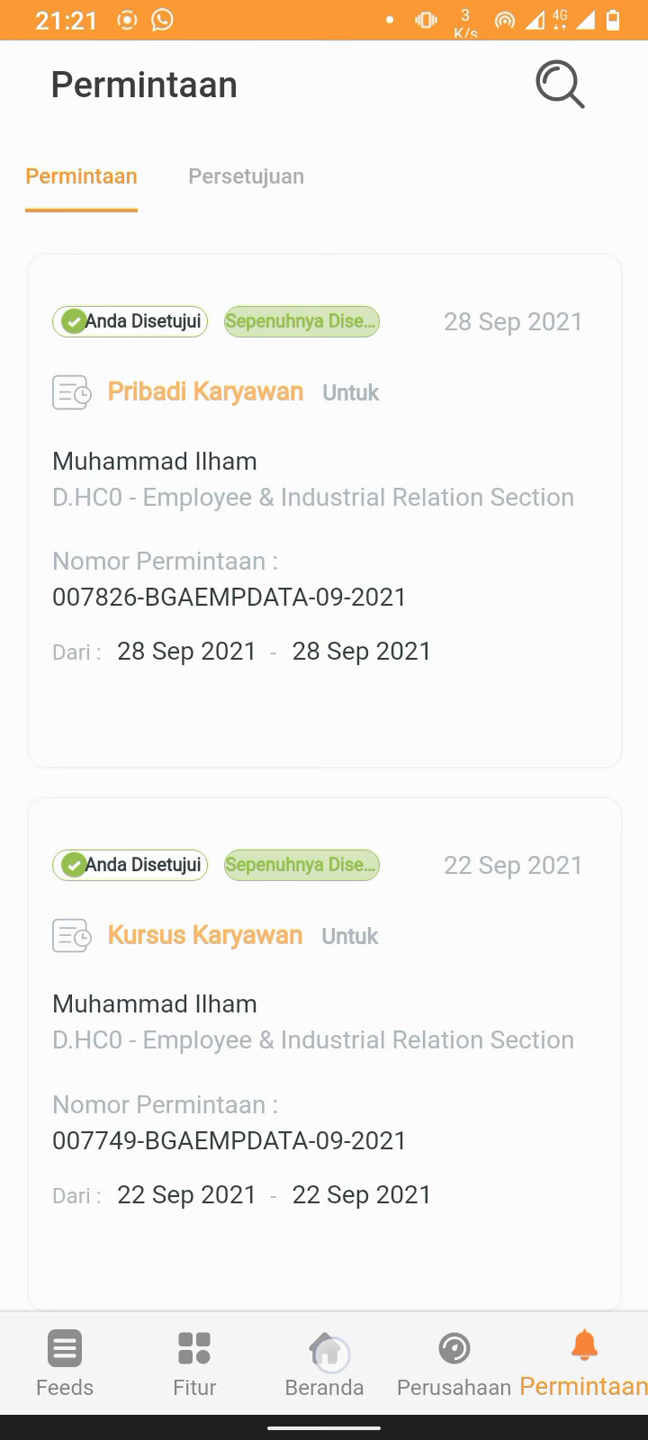 21:21
3
K/s
4G
Permintaan
Permintaan Persetujuan
Anda Disetujui Sepenuhnya Dise... 28 Sep 2021
Pribadi Karyawan Untuk
Muhammad Ilham
D.HC0 - Employee & Industrial Relation Section
Nomor Permintaan :
007826-BGAEMPDATA-09-2021
Dari : 28 Sep 2021 - 28 Sep 2021
Anda Disetujui Sepenuhnya Dise... 22 Sep 2021
Kursus Karyawan Untuk
Muhammad Ilham
D.HC0 - Employee & Industrial Relation Section
Nomor Permintaan :
007749-BGAEMPDATA-09-2021
Dari : 22 Sep 2021 - 22 Sep 2021
Feeds Fitur Beranda Perusahaan Permintaan